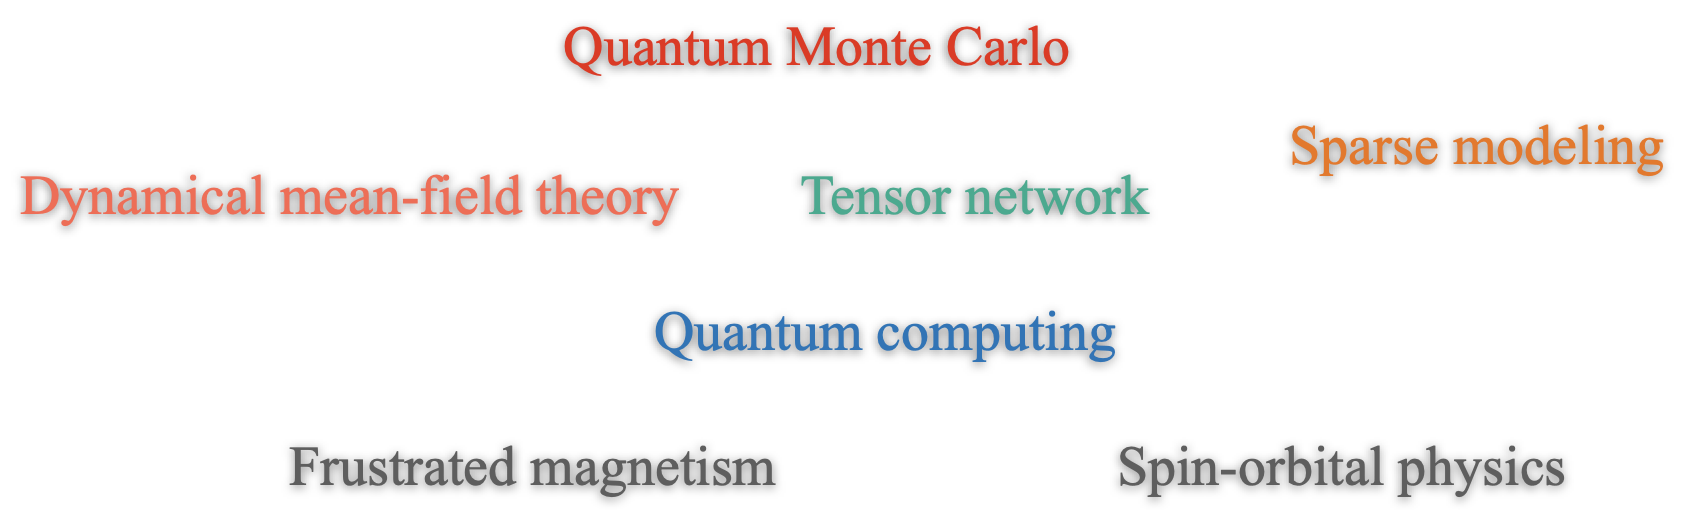 Quantum Monte Carlo
Sparse modeling
Dynamical mean-field theory
Tensor network
Quantum computing
Frustrated magnetism
Spin-orbital physics